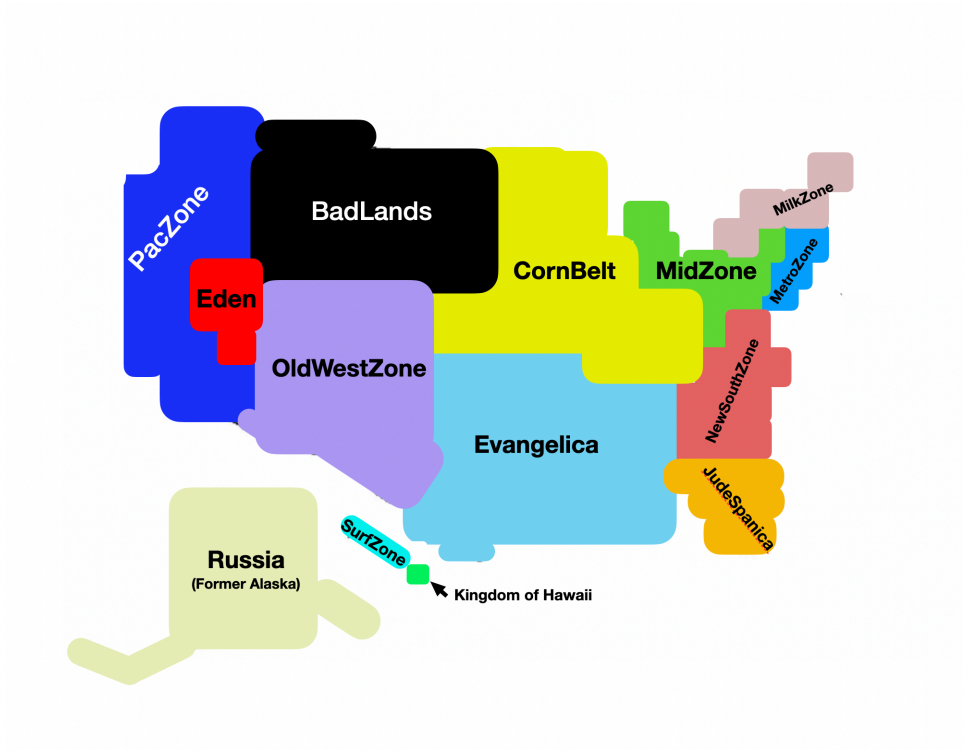 PacZone
BadLands
MilkZone
CornBelt
MidZone
MetroZone
Eden
OldWestZone
NewSouthZone
Evangelica
JudeSpanica
SurfZone
Russia
(Former Alaska)
Kingdom of Hawaii